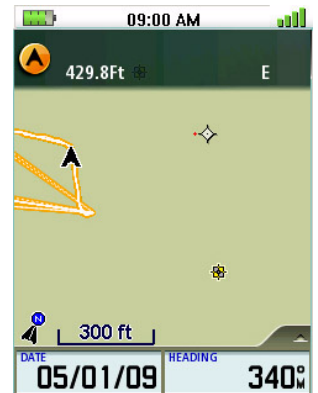 09:00 AM
429.8Ft E
N
300 ft
DATE HEADING
05/01/09 340°M